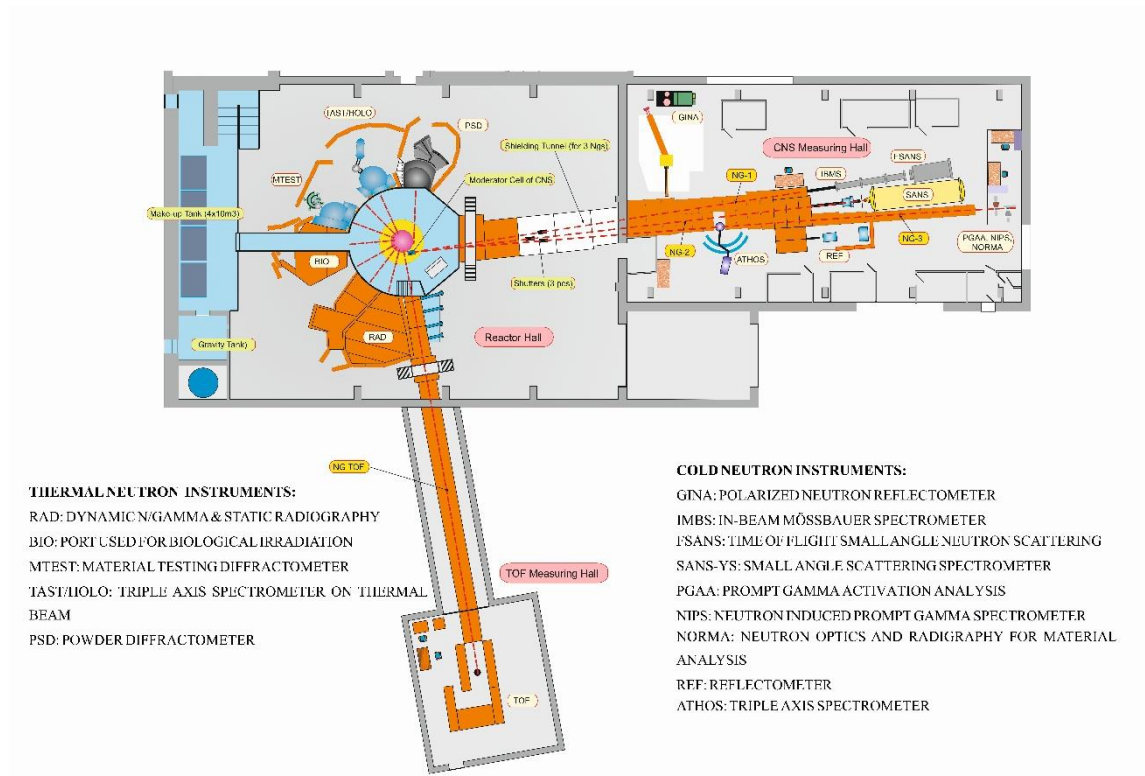 TAST/HOLO
PSD
GINA
Shielding Tunnel (for 3 Ngs)
CNS Measuring Hall
FSANS
MTEST
Moderator Cell of CNS
NG-1
IBMS
SANS
Make-up Tank (4x10m3)
NG-3
PGAA, NIPS,
NORMA
BIO
NG-2
ATHOS
REF
Shutters (3 pcs)
RAD
Reactor Hall
Gravity Tank)
NG TOF
TOF Measuring Hall
TOF
THERMAL NEUTRON INSTRUMENTS:
RAD: DYNAMIC N/GAMMA & STATIC RADIOGRAPHY
BIO: PORT USED FOR BIOLOGICAL IRRADIATION
MTEST: MATERIAL TESTING DIFFRACTOMETER
TAST/HOLO: TRIPLE AXIS SPECTROMETER ON THERMAL
BEAM
PSD: POWDER DIFFRACTOMETER
COLD NEUTRON INSTRUMENTS:
GINA: POLARIZED NEUTRON REFLECTOMETER
IMBS: IN-BEAM MÖSSBAUER SPECTROMETER
FSANS: TIME OF FLIGHT SMALL ANGLE NEUTRON SCATTERING
SANS-YS: SMALL ANGLE SCATTERING SPECTROMETER
PGAA: PROMPT GAMMA ACTIVATION ANALYSIS
NIPS: NEUTRON INDUCED PROMPT GAMMA SPECTROMETER
NORMA: NEUTRON OPTICS AND RADIGRAPHY FOR MATERIAL
ANALYSIS
REF: REFLECTOMETER
ATHOS: TRIPLE AXIS SPECTROMETER